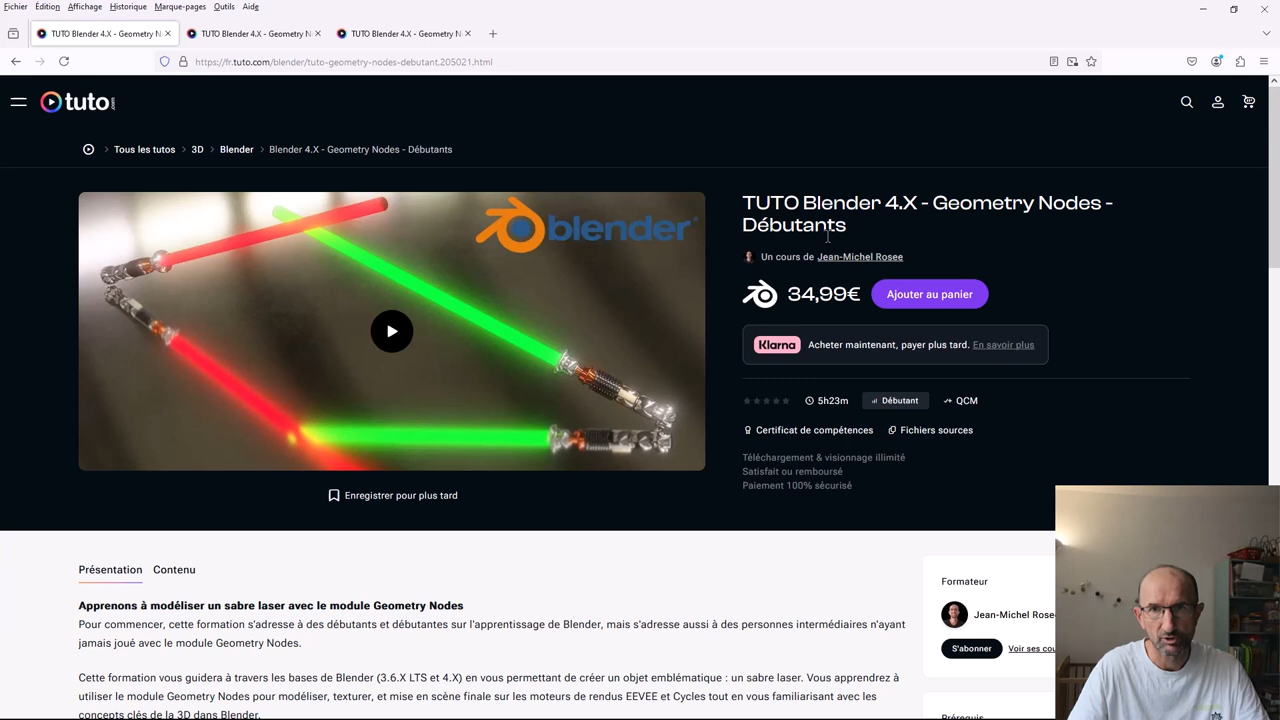 Fichier Édition Affichage Historique Marque-pages Outils Aide
TUTO Blender 4.X - Geometry N
TUTO Blender 4.X - Geometry N
TUTO Blender 4.X - Geometry N
https://fr.tuto.com/blender/tuto-geometry-nodes-debutant.205021.html
tuto.com
Tous les tutos > 3D > Blender > Blender 4.X - Geometry Nodes - Débutants
blender
TUTO Blender 4.X - Geometry Nodes -
Débutants
Un cours de Jean-Michel Rosee
34,99€ Ajouter au panier
Klarna Acheter maintenant, payer plus tard. En savoir plus
5h23m Débutant QCM
Certificat de compétences Fichiers sources
Téléchargement & visionnage illimité
Satisfait ou remboursé
Paiement 100% sécurisé
Enregistrer pour plus tard
Présentation Contenu
Apprenons à modéliser un sabre laser avec le module Geometry Nodes
Pour commencer, cette formation s'adresse à des débutants et débutantes sur l'apprentissage de Blender, mais s'adresse aussi à des personnes intermédiaires n'ayant
jamais joué avec le module Geometry Nodes.
Cette formation vous guidera à travers les bases de Blender (3.6.X LTS et 4.X) en vous permettant de créer un objet emblématique : un sabre laser. Vous apprendrez à
utiliser le module Geometry Nodes pour modéliser, texturer, et mise en scène finale sur les moteurs de rendus EEVEE et Cycles tout en vous familiarisant avec les
concepts clés de la 3D dans Blender.
Formateur
Jean-Michel Rosee
S'abonner Voir ses cou
Prérequis